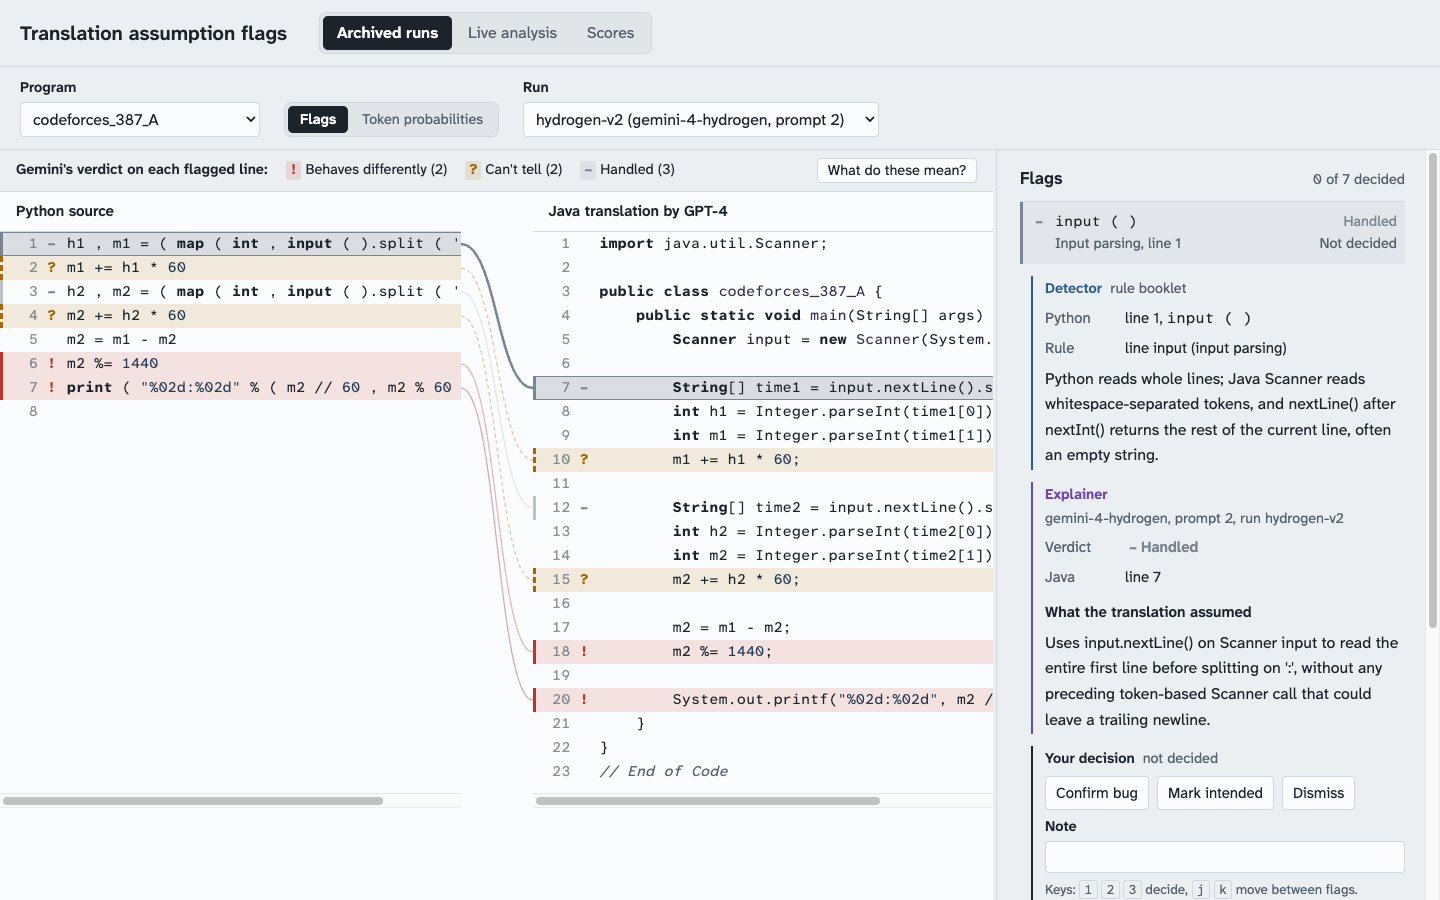 Translation assumption flags
Archived runs Live analysis Scores
Program
codeforces_387_A
Flags Token probabilities
Run
hydrogen-v2 (gemini-4-hydrogen, prompt 2)
Gemini's verdict on each flagged line: ! Behaves differently (2) ? Can't tell (2) – Handled (3) What do these mean?
Python source
1 – h1 , m1 = ( map ( int , input ( ).split ( '
2 ? m1 += h1 * 60
3 – h2 , m2 = ( map ( int , input ( ).split ( '
4 ? m2 += h2 * 60
5 m2 = m1 - m2
6 ! m2 %= 1440
7 ! print ( "%02d:%02d" % ( m2 // 60 , m2 % 60
8
Java translation by GPT-4
1 import java.util.Scanner;
2
3 public class codeforces_387_A {
4 public static void main(String[] args)
5 Scanner input = new Scanner(System.
6
7 – String[] time1 = input.nextLine().s
8 int h1 = Integer.parseInt(time1[0])
9 int m1 = Integer.parseInt(time1[1])
10 ? m1 += h1 * 60;
11
12 – String[] time2 = input.nextLine().s
13 int h2 = Integer.parseInt(time2[0])
14 int m2 = Integer.parseInt(time2[1])
15 ? m2 += h2 * 60;
16
17 m2 = m1 - m2;
18 ! m2 %= 1440;
19
20 ! System.out.printf("%02d:%02d", m2 /
21 }
22 }
23 // End of Code
Flags 0 of 7 decided
– input ( ) Handled
Input parsing, line 1 Not decided
Detector rule booklet
Python line 1, input ( )
Rule line input (input parsing)
Python reads whole lines; Java Scanner reads
whitespace-separated tokens, and nextLine() after
nextInt() returns the rest of the current line, often
an empty string.
Explainer
gemini-4-hydrogen, prompt 2, run hydrogen-v2
Verdict – Handled
Java line 7
What the translation assumed
Uses input.nextLine() on Scanner input to read the
entire first line before splitting on ':', without any
preceding token-based Scanner call that could
leave a trailing newline.
Your decision not decided
Confirm bug Mark intended Dismiss
Note
Keys: 1 2 3 decide, j k move between flags.